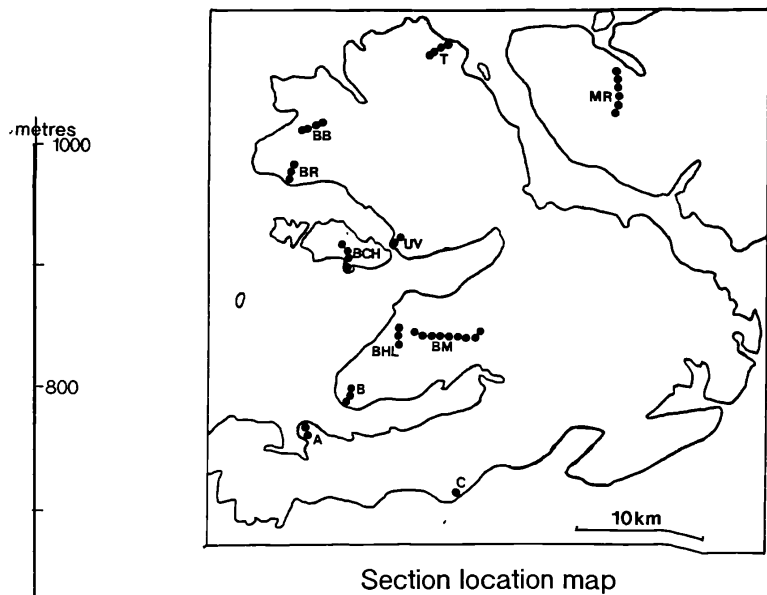 T
MR
metres
1000
BB
BR
UV
BCH
BHL
BM
800
B
A
C
10km
Section location map